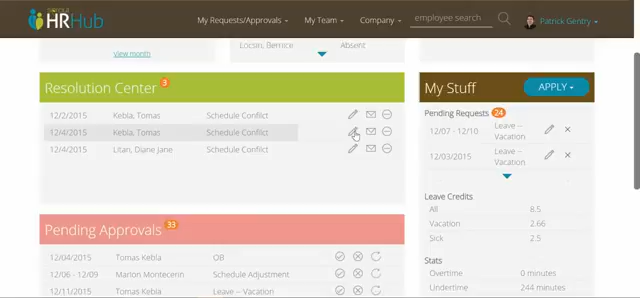 HRHub
My Requests/Approvals
My Team
Company
employee search
Patrick Gentry
view month
Absent
Resolution Center 3
12/2/2015 Kebla, Tomas Schedule Conflict
12/4/2015 Kebla, Tomas Schedule Conflict
12/4/2015 Litan, Diane Jane Schedule Conflict
Pending Approvals 33
12/04/2015 Tomas Kebla OB
12/06 - 12/09 Marlon Montecerin Schedule Adjustment
12/11/2015 Tomas Kebla Leave -- Vacation
My Stuff
APPLY
Pending Requests 24
12/07 - 12/10 Leave -- Vacation
12/03/2015 Leave -- Vacation
Leave Credits
All 8.5
Vacation 2.66
Sick 2.5
Stats
Overtime 0 minutes
Undertime 244 minutes